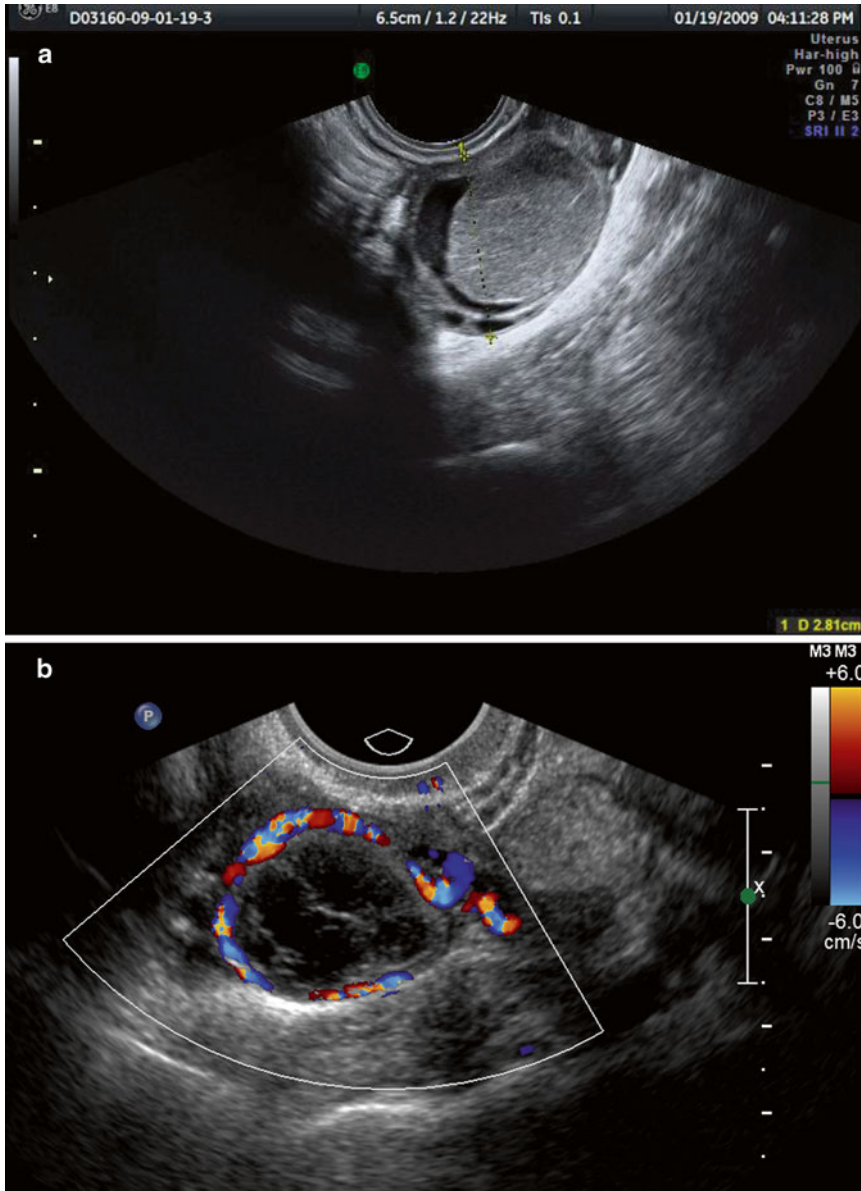 E8 D03160-09-01-19-3 6.5cm / 1.2 / 22Hz TIs 0.1 01/19/2009 04:11:28 PM
a
Uterus
Har-high
Pwr 100
Gn 7
C8 / M5
P3 / E3
SRI II 2
1
1 D 2.81cm
b
M3 M3
P
+6.0
X
-6.0
cm/s